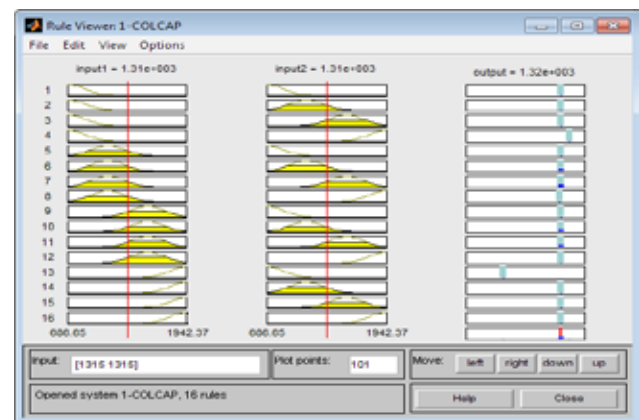 Rule Viewer: 1-COLCAP
File Edit View Options
input1 = 1.31e+003 input2 = 1.31e+003 output = 1.32e+003
1
2
3
4
5
6
7
8
9
10
11
12
13
14
15
16
686.65 1942.37 686.65 1942.37
Input: [1315 1315] Plot points: 101 Move: left right down up
Opened system 1-COLCAP, 16 rules Help Close